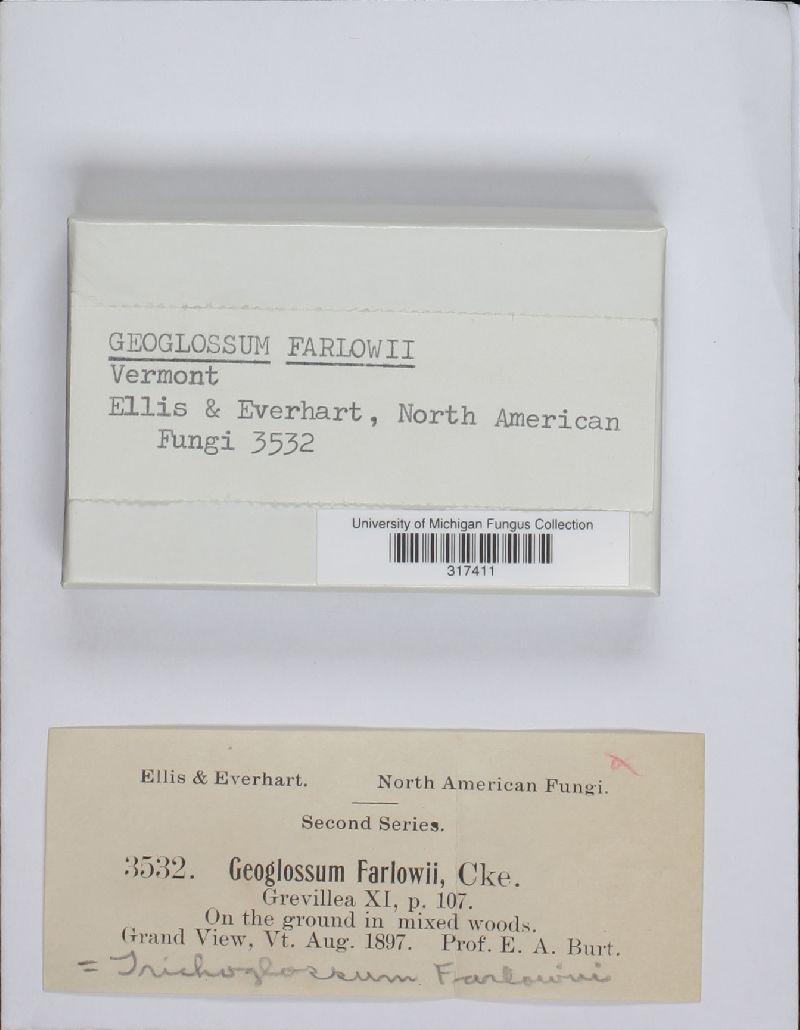 GEOGLOSSUM FARLOWII
Vermont
Ellis & Everhart, North American
Fungi 3532
University of Michigan Fungus Collection
317411
Ellis & Everhart. North American Fungi.
Second Series.
3532. Geoglossum Farlowii, Cke.
Grevillea XI, p. 107.
On the ground in mixed woods.
Grand View, Vt. Aug. 1897. Prof. E. A. Burt.
= Trichoglossum Farlowii